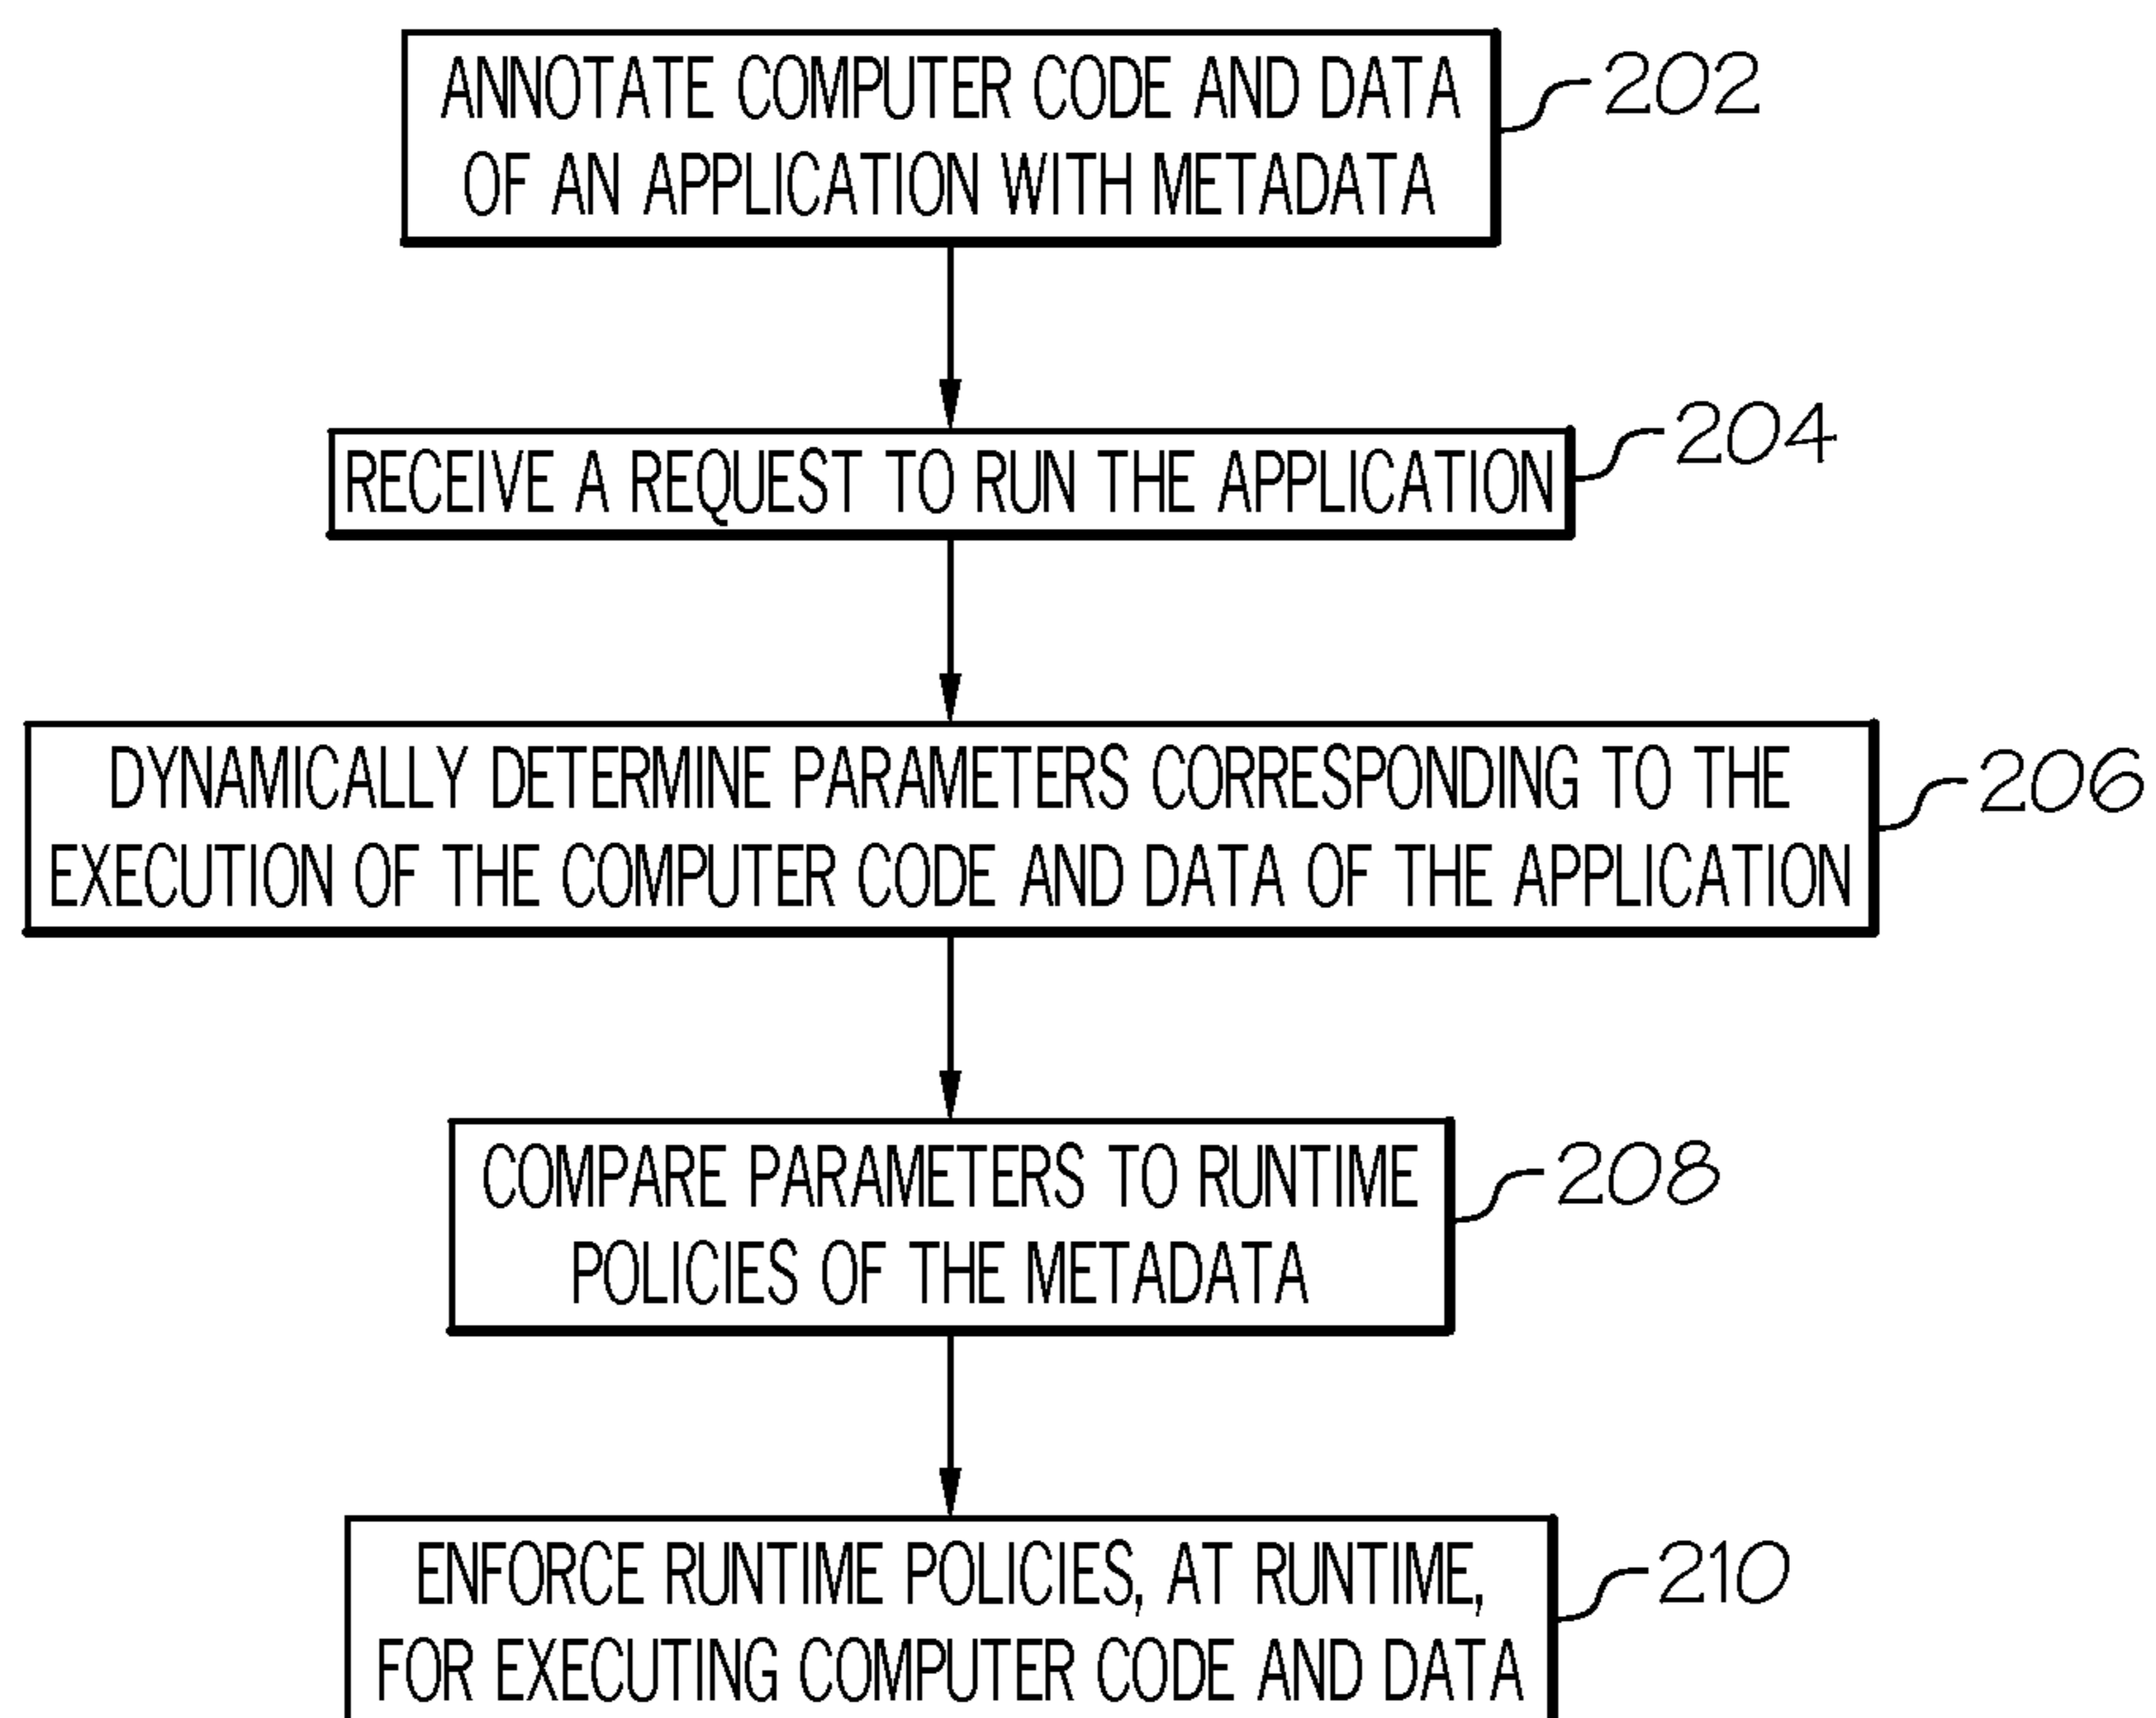 ANNOTATE COMPUTER CODE AND DATA
OF AN APPLICATION WITH METADATA
202
RECEIVE A REQUEST TO RUN THE APPLICATION
204
DYNAMICALLY DETERMINE PARAMETERS CORRESPONDING TO THE
EXECUTION OF THE COMPUTER CODE AND DATA OF THE APPLICATION
206
COMPARE PARAMETERS TO RUNTIME
POLICIES OF THE METADATA
208
ENFORCE RUNTIME POLICIES, AT RUNTIME,
FOR EXECUTING COMPUTER CODE AND DATA
210